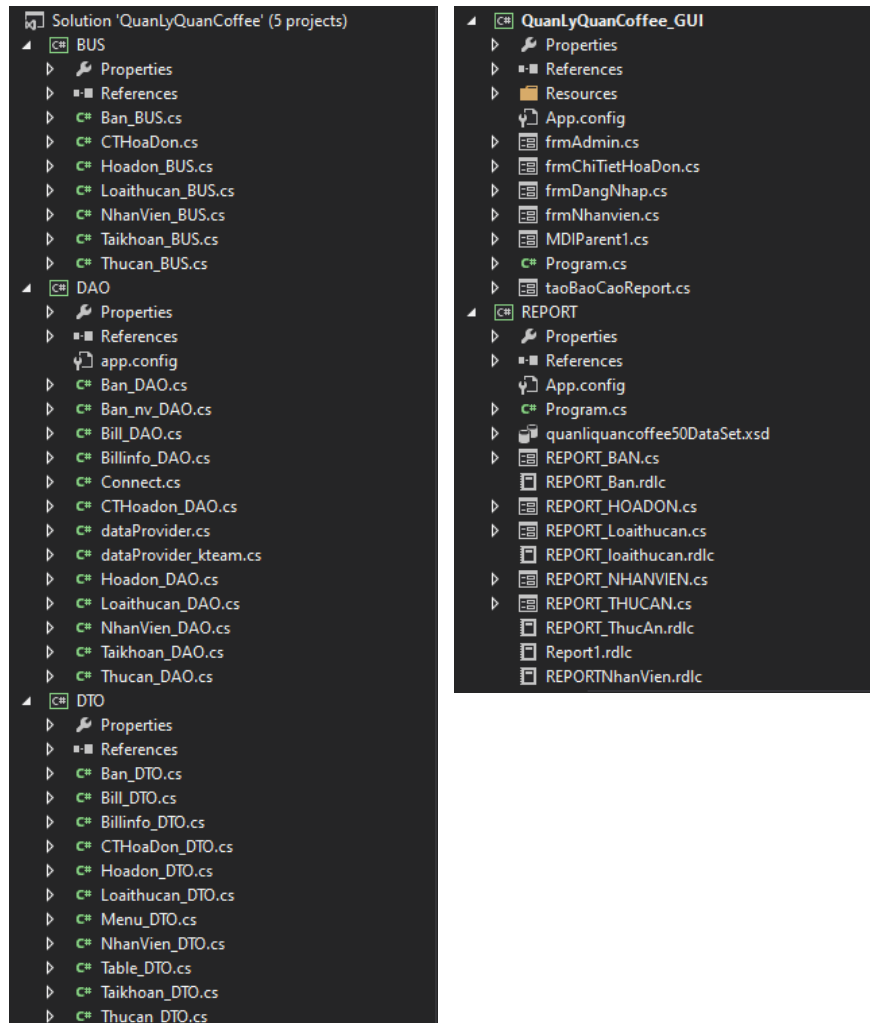 Solution 'QuanLyQuanCoffee' (5 projects)
C# BUS
Properties
References
C# Ban_BUS.cs
C# CTHoaDon.cs
C# Hoadon_BUS.cs
C# Loaithucan_BUS.cs
C# NhanVien_BUS.cs
C# Taikhoan_BUS.cs
C# Thucan_BUS.cs
C# DAO
Properties
References
app.config
C# Ban_DAO.cs
C# Ban_nv_DAO.cs
C# Bill_DAO.cs
C# Billinfo_DAO.cs
C# Connect.cs
C# CTHoadon_DAO.cs
C# dataProvider.cs
C# dataProvider_kteam.cs
C# Hoadon_DAO.cs
C# Loaithucan_DAO.cs
C# NhanVien_DAO.cs
C# Taikhoan_DAO.cs
C# Thucan_DAO.cs
C# DTO
Properties
References
C# Ban_DTO.cs
C# Bill_DTO.cs
C# Billinfo_DTO.cs
C# CTHoaDon_DTO.cs
C# Hoadon_DTO.cs
C# Loaithucan_DTO.cs
C# Menu_DTO.cs
C# NhanVien_DTO.cs
C# Table_DTO.cs
C# Taikhoan_DTO.cs
C# Thucan_DTO.cs
C# QuanLyQuanCoffee_GUI
Properties
References
Resources
App.config
frmAdmin.cs
frmChiTietHoaDon.cs
frmDangNhap.cs
frmNhanvien.cs
MDIParent1.cs
C# Program.cs
taoBaoCaoReport.cs
C# REPORT
Properties
References
App.config
C# Program.cs
quanliquancoffee50DataSet.xsd
REPORT_BAN.cs
REPORT_Ban.rdlc
REPORT_HOADON.cs
REPORT_Loaithucan.cs
REPORT_loaithucan.rdlc
REPORT_NHANVIEN.cs
REPORT_THUCAN.cs
REPORT_ThucAn.rdlc
Report1.rdlc
REPORTNhanVien.rdlc